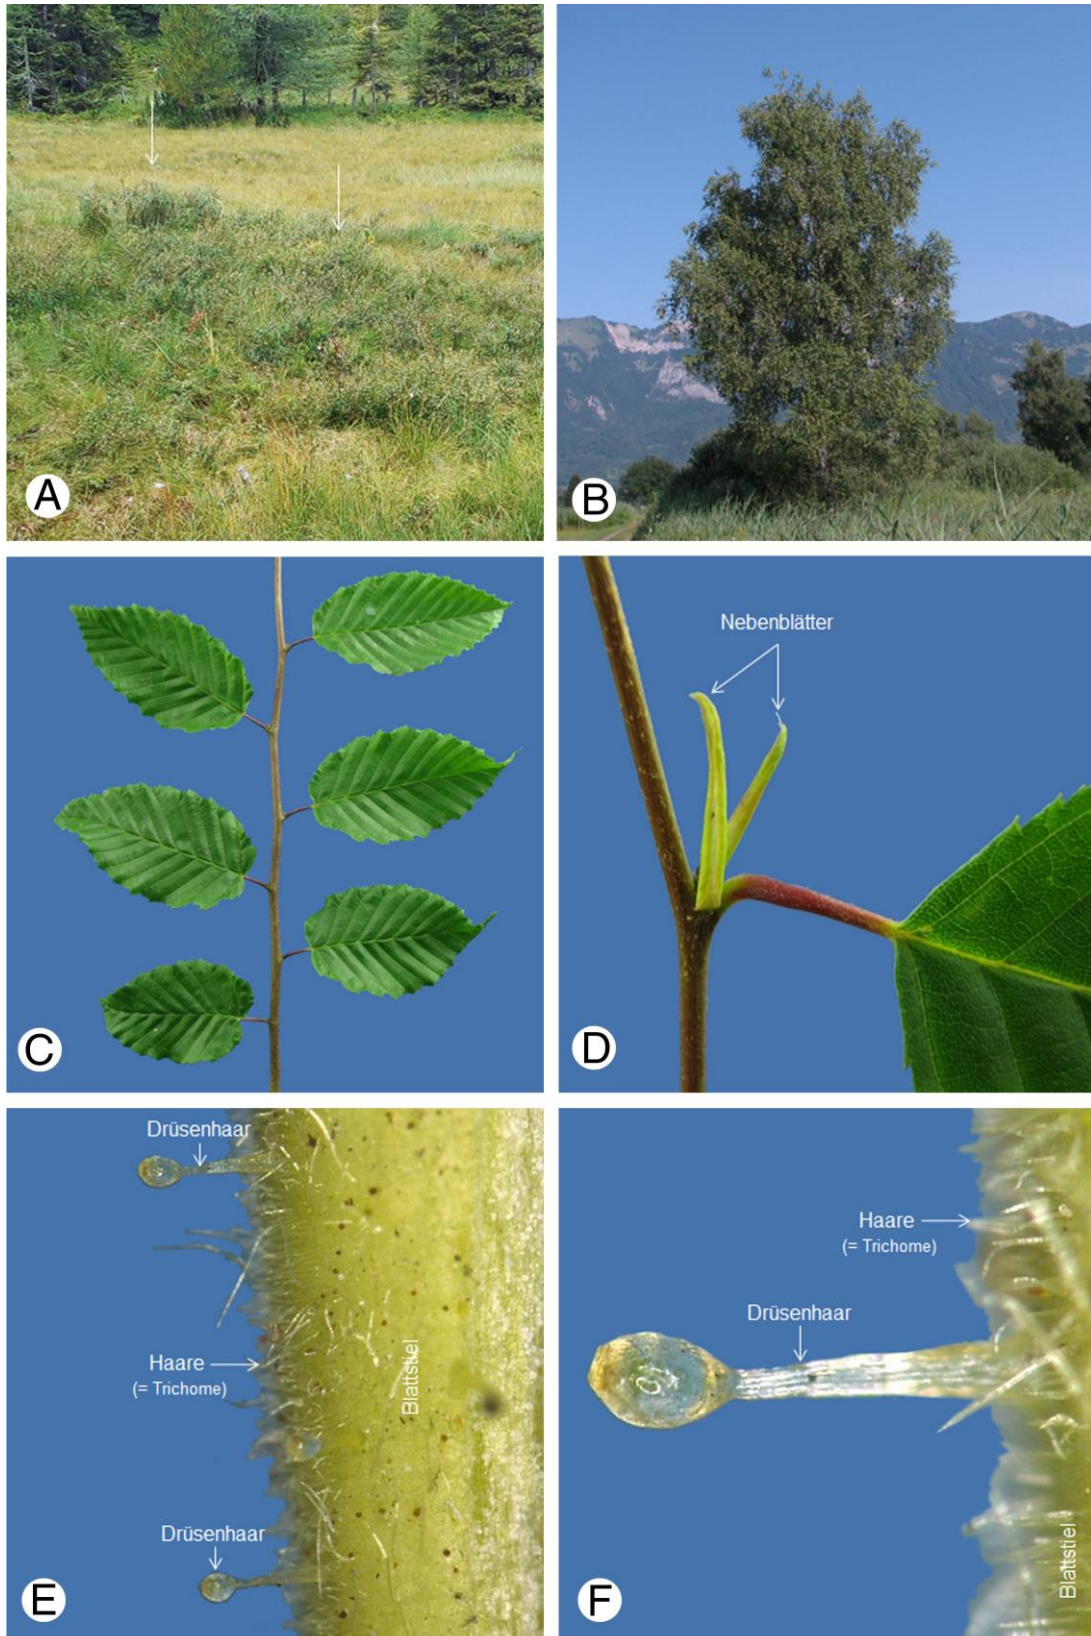 A
B
C
Nebenblätter
D
Drüsenhaar
Haare
(= Trichome)
Blattstiel
Drüsenhaar
E
Haare
(= Trichome)
Drüsenhaar
Blattstiel
F